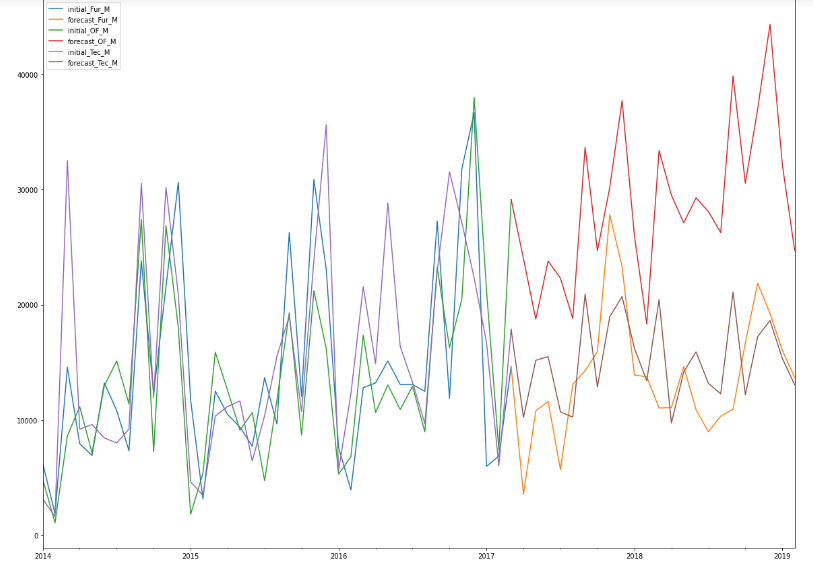 initial_Fur_M
forecast_Fur_M
initial_OF_M
forecast_OF_M
initial_Tec_M
forecast_Tec_M
40000
30000
20000
10000
0
2014 2015 2016 2017 2018 2019